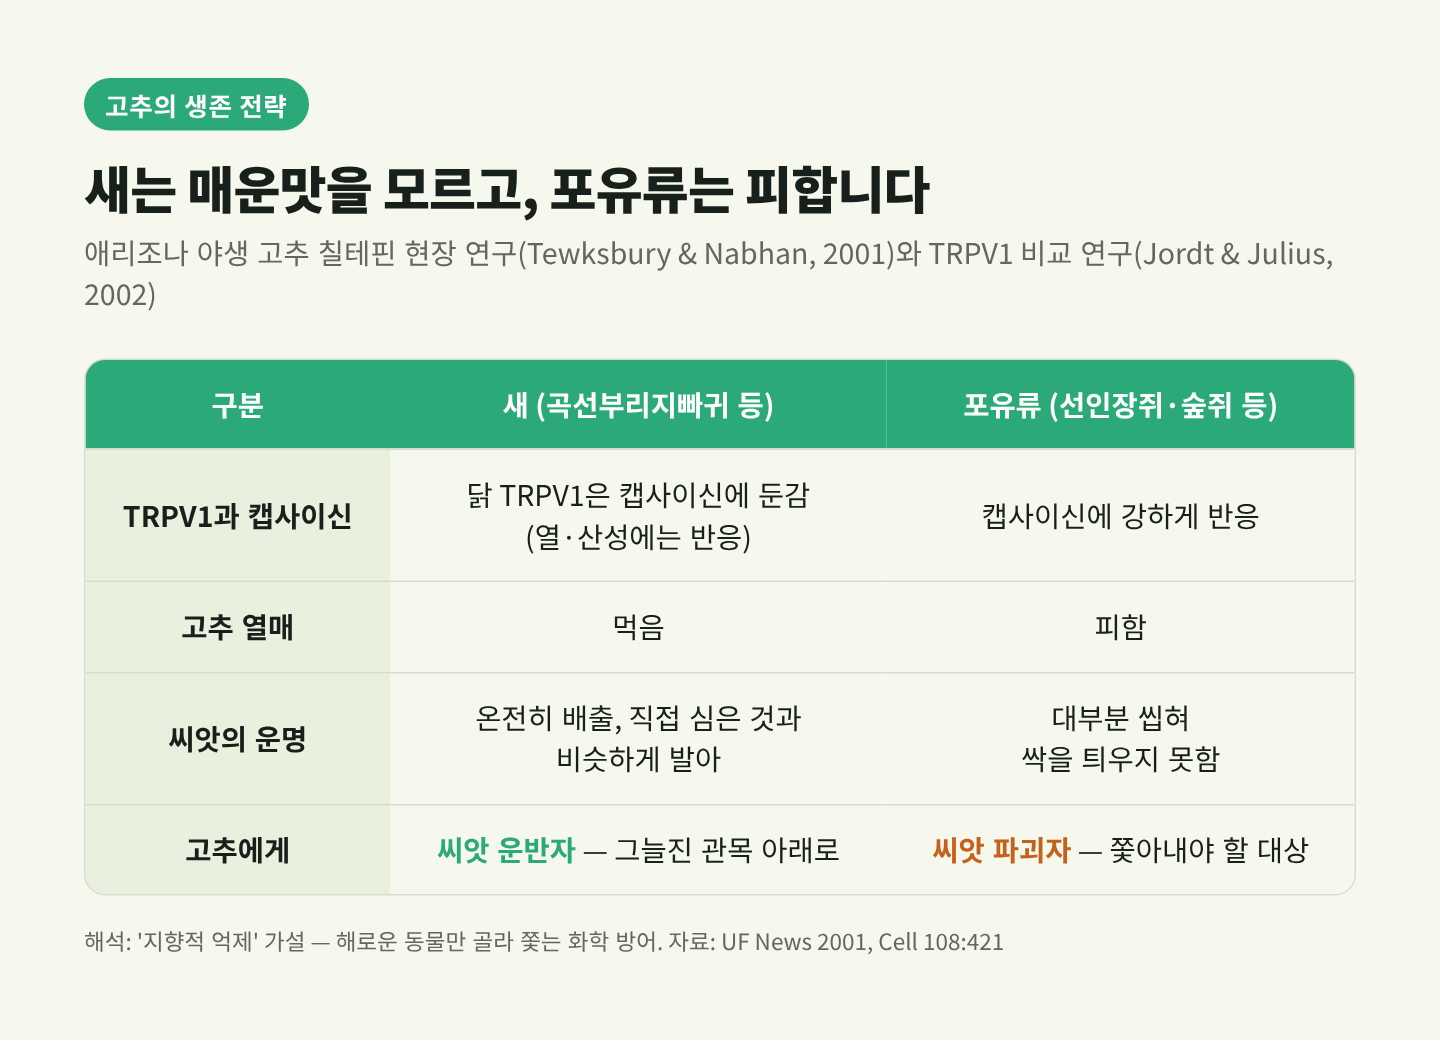 고추의 생존 전략
새는 매운맛을 모르고, 포유류는 피합니다
애리조나 야생 고추 칠테핀 현장 연구(Tewksbury & Nabhan, 2001)와 TRPV1 비교 연구(Jordt & Julius,
2002)
구분
새 (곡선부리지빠귀 등)
포유류 (선인장쥐·숲쥐 등)
TRPV1과 캡사이신
닭 TRPV1은 캡사이신에 둔감
(열·산성에는 반응)
캡사이신에 강하게 반응
고추 열매
먹음
피함
씨앗의 운명
온전히 배출, 직접 심은 것과
비슷하게 발아
대부분 씹혀
싹을 틔우지 못함
고추에게
씨앗 운반자 — 그늘진 관목 아래로
씨앗 파괴자 — 쫓아내야 할 대상
해석: '지향적 억제' 가설 — 해로운 동물만 골라 쫓는 화학 방어. 자료: UF News 2001, Cell 108:421